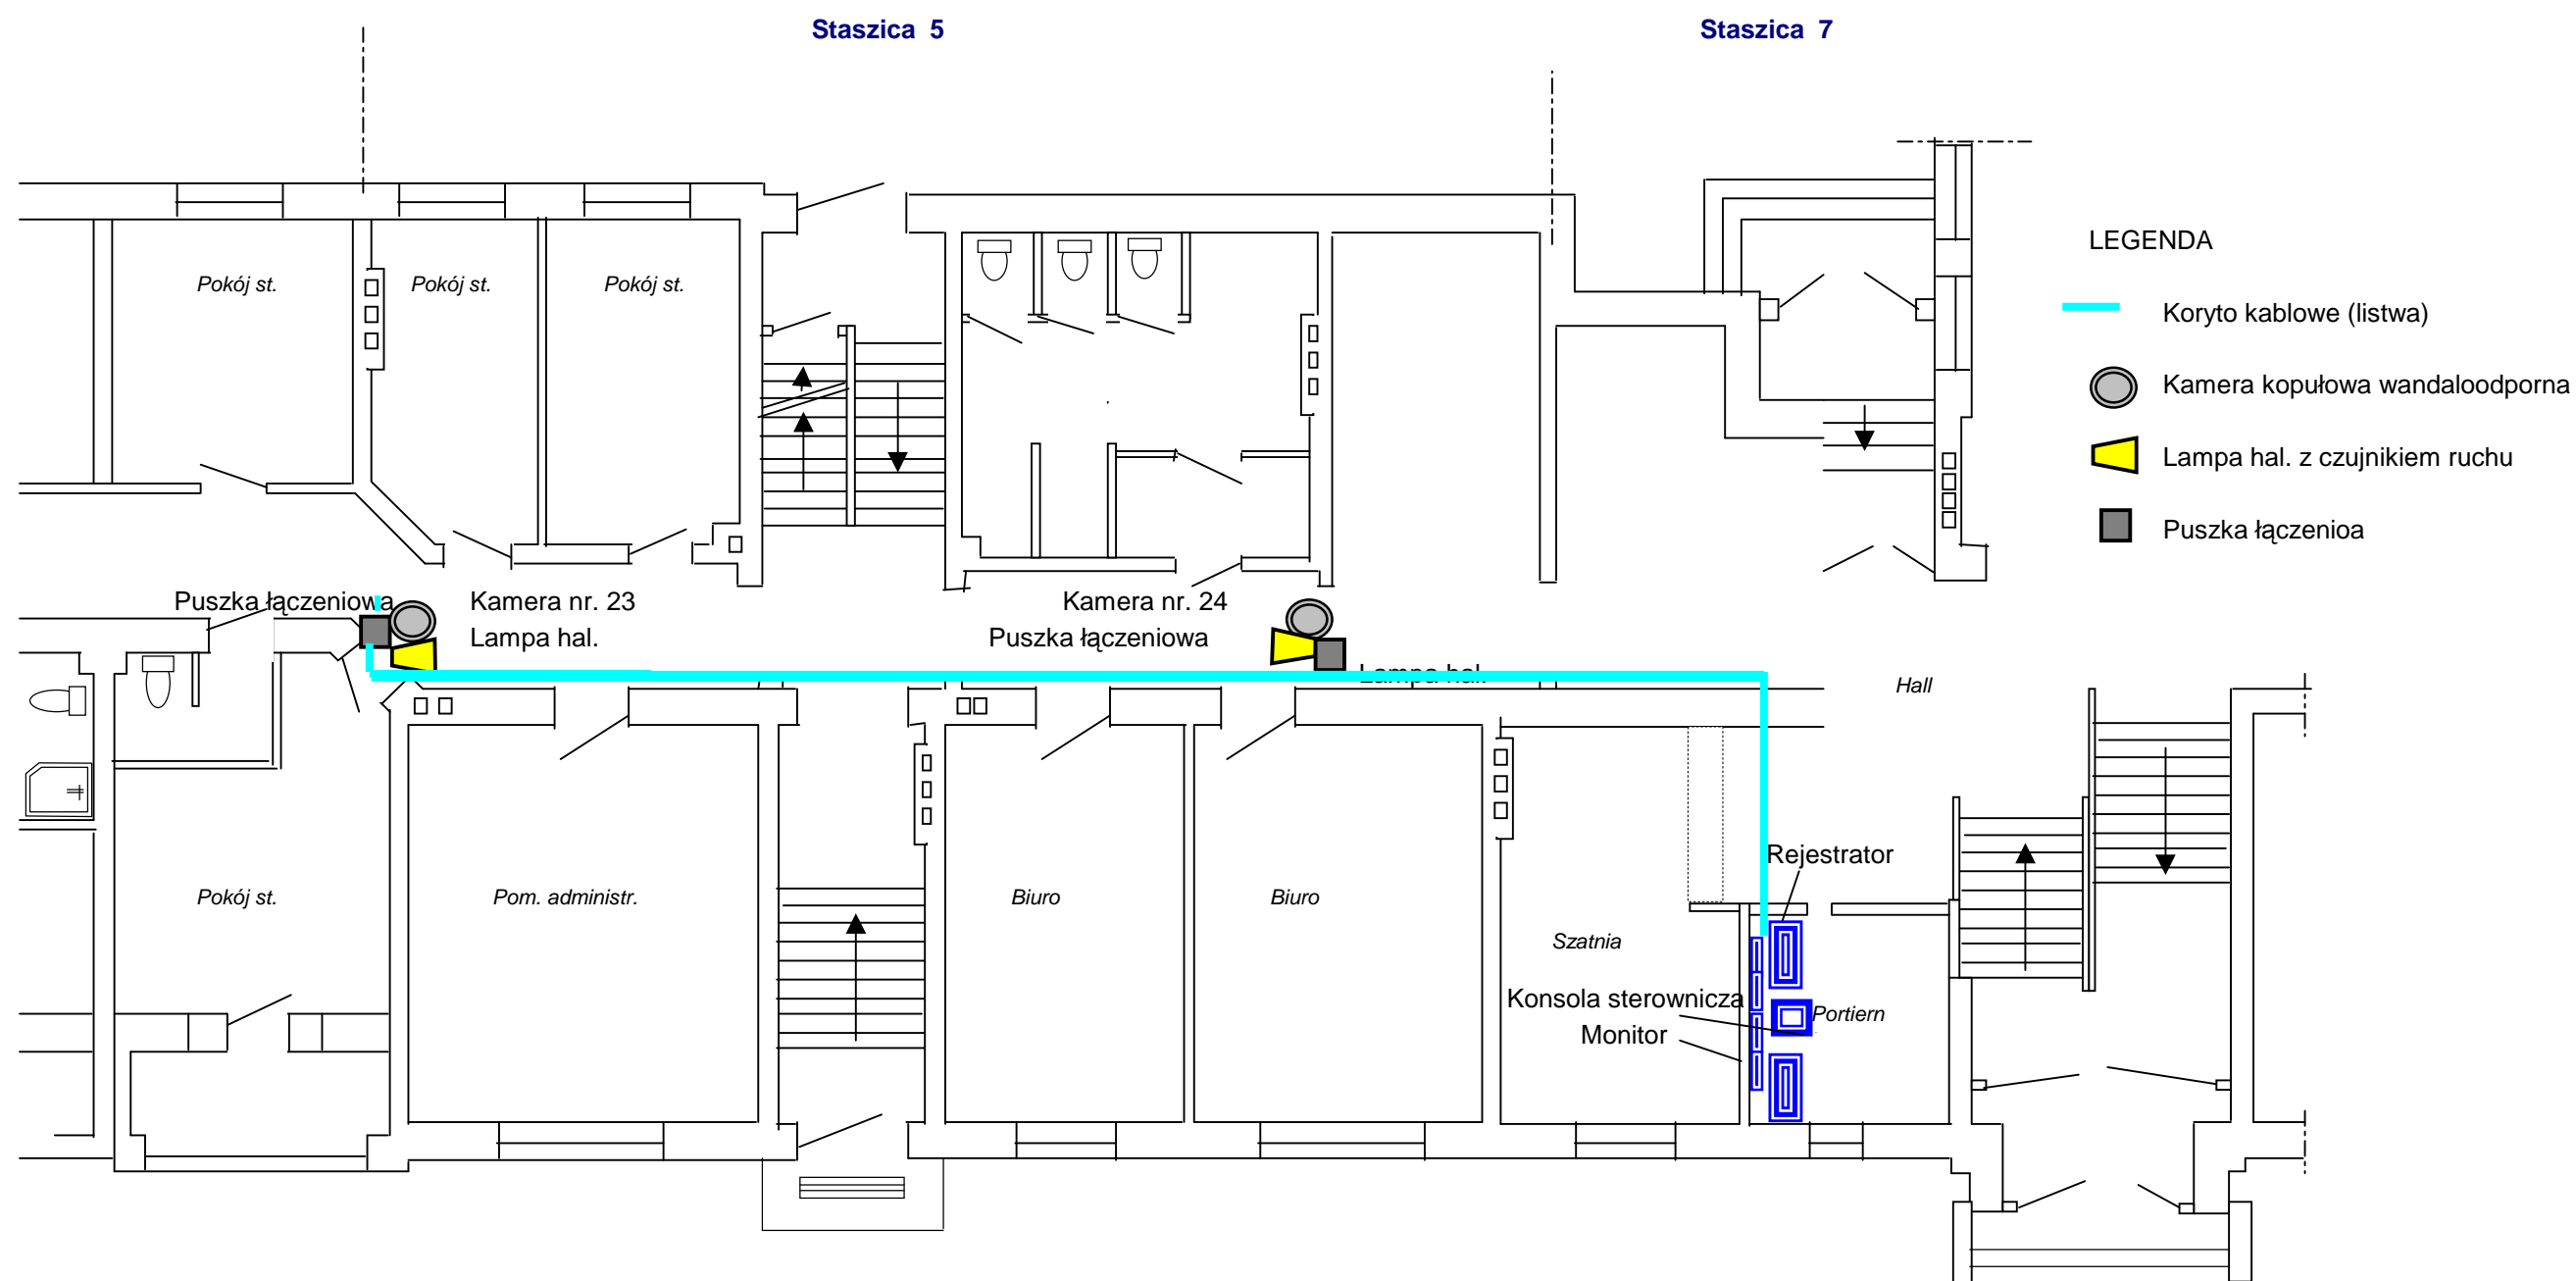 Staszica 5
Staszica 7
LEGENDA
Koryto kablowe (listwa)
Kamera kopułowa wandaloodporna
Lampa hal. z czujnikiem ruchu
Puszka łączenioa
Pokój st.
Pokój st.
Pokój st.
Puszka łączeniowa
Kamera nr. 23
Lampa hal.
Kamera nr. 24
Puszka łączeniowa
Lampa hal.
Hall
Rejestrator
Pokój st.
Pom. administr.
Biuro
Biuro
Szatnia
Konsola sterownicza
Portiern
Monitor